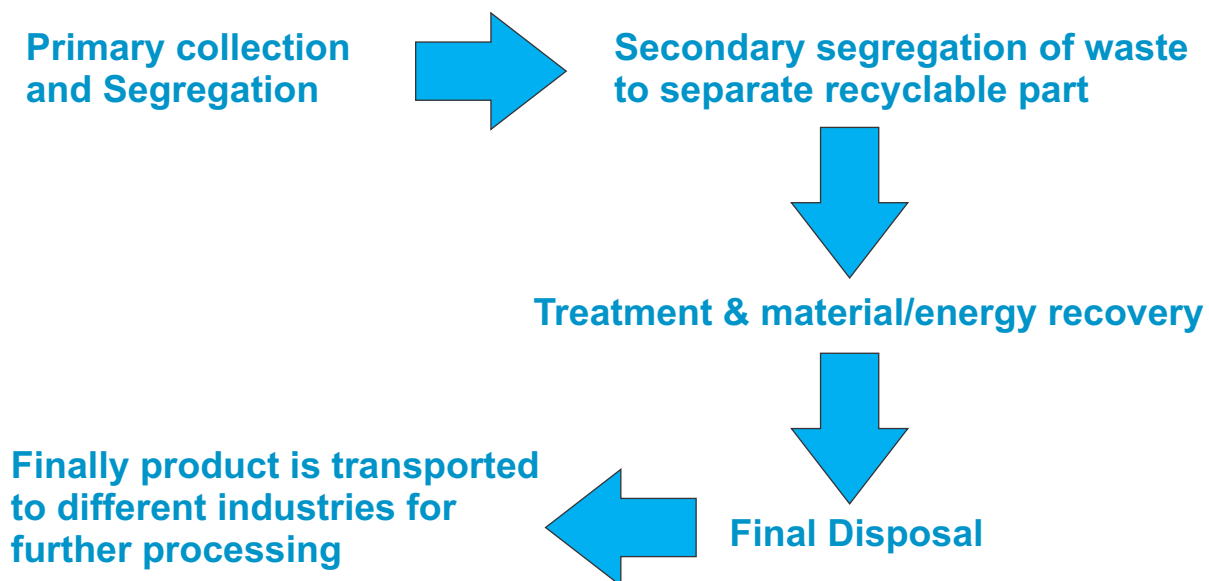 Primary collection
and Segregation
Secondary segregation of waste
to separate recyclable part
Treatment & material/energy recovery
Final Disposal
Finally product is transported
to different industries for
further processing